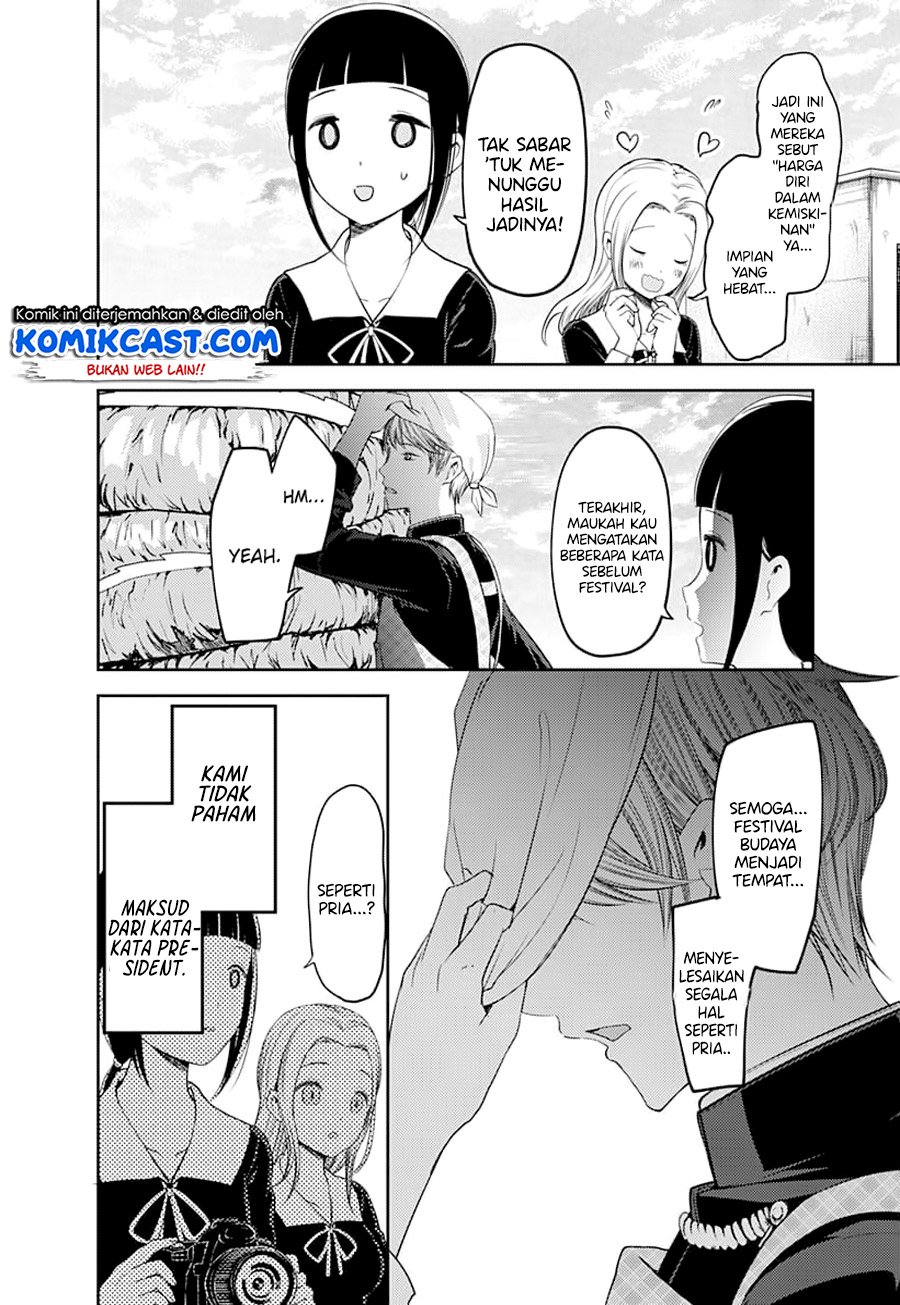 JADI INI
YANG
MEREKA
SEBUT
"HARGA
DIRI
DALAM
KEMISKI-
NAN"
YA...
IMPIAN
YANG
HEBAT...
TAK SABAR
'TUK ME-
NUNGGU
HASIL
JADINYA!
Komik ini diterjemahkan & diedit oleh
KOMIKCAST.COM
BUKAN WEB LAIN!!
TERAKHIR,
MAUKAH KAU
MENGATAKAN
BEBERAPA KATA
SEBELUM
FESTIVAL?
HM...
YEAH.
SEMOGA...
FESTIVAL
BUDAYA
MENJADI
TEMPAT...
MENYE-
LESAIKAN
SEGALA
HAL
SEPERTI
PRIA..
SEPERTI
PRIA...?
KAMI
TIDAK
PAHAM
MAKSUD
DARI KATA-
KATA PRE-
SIDENT.